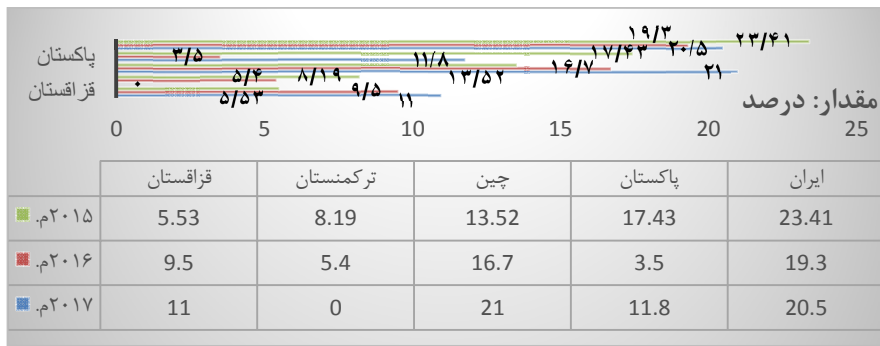 ۱۹/۳
۲۳/۴۱
۲۰/۵
پاکستان
۳/۵
۱۷/۴۳
۱۱/۸
۱۶/۷
۲۱
۱۳/۵۲
۸/۱۹
۵/۴
۰
قزاقستان
۹/۵
۵/۵۳
۱۱
مقدار: درصد
0 5 10 15 20 25
ایران پاکستان چین ترکمنستان قزاقستان
۲۰۱۵م. 5.53 8.19 13.52 17.43 23.41
۲۰۱۶م. 9.5 5.4 16.7 3.5 19.3
۲۰۱۷م. 11 0 21 11.8 20.5